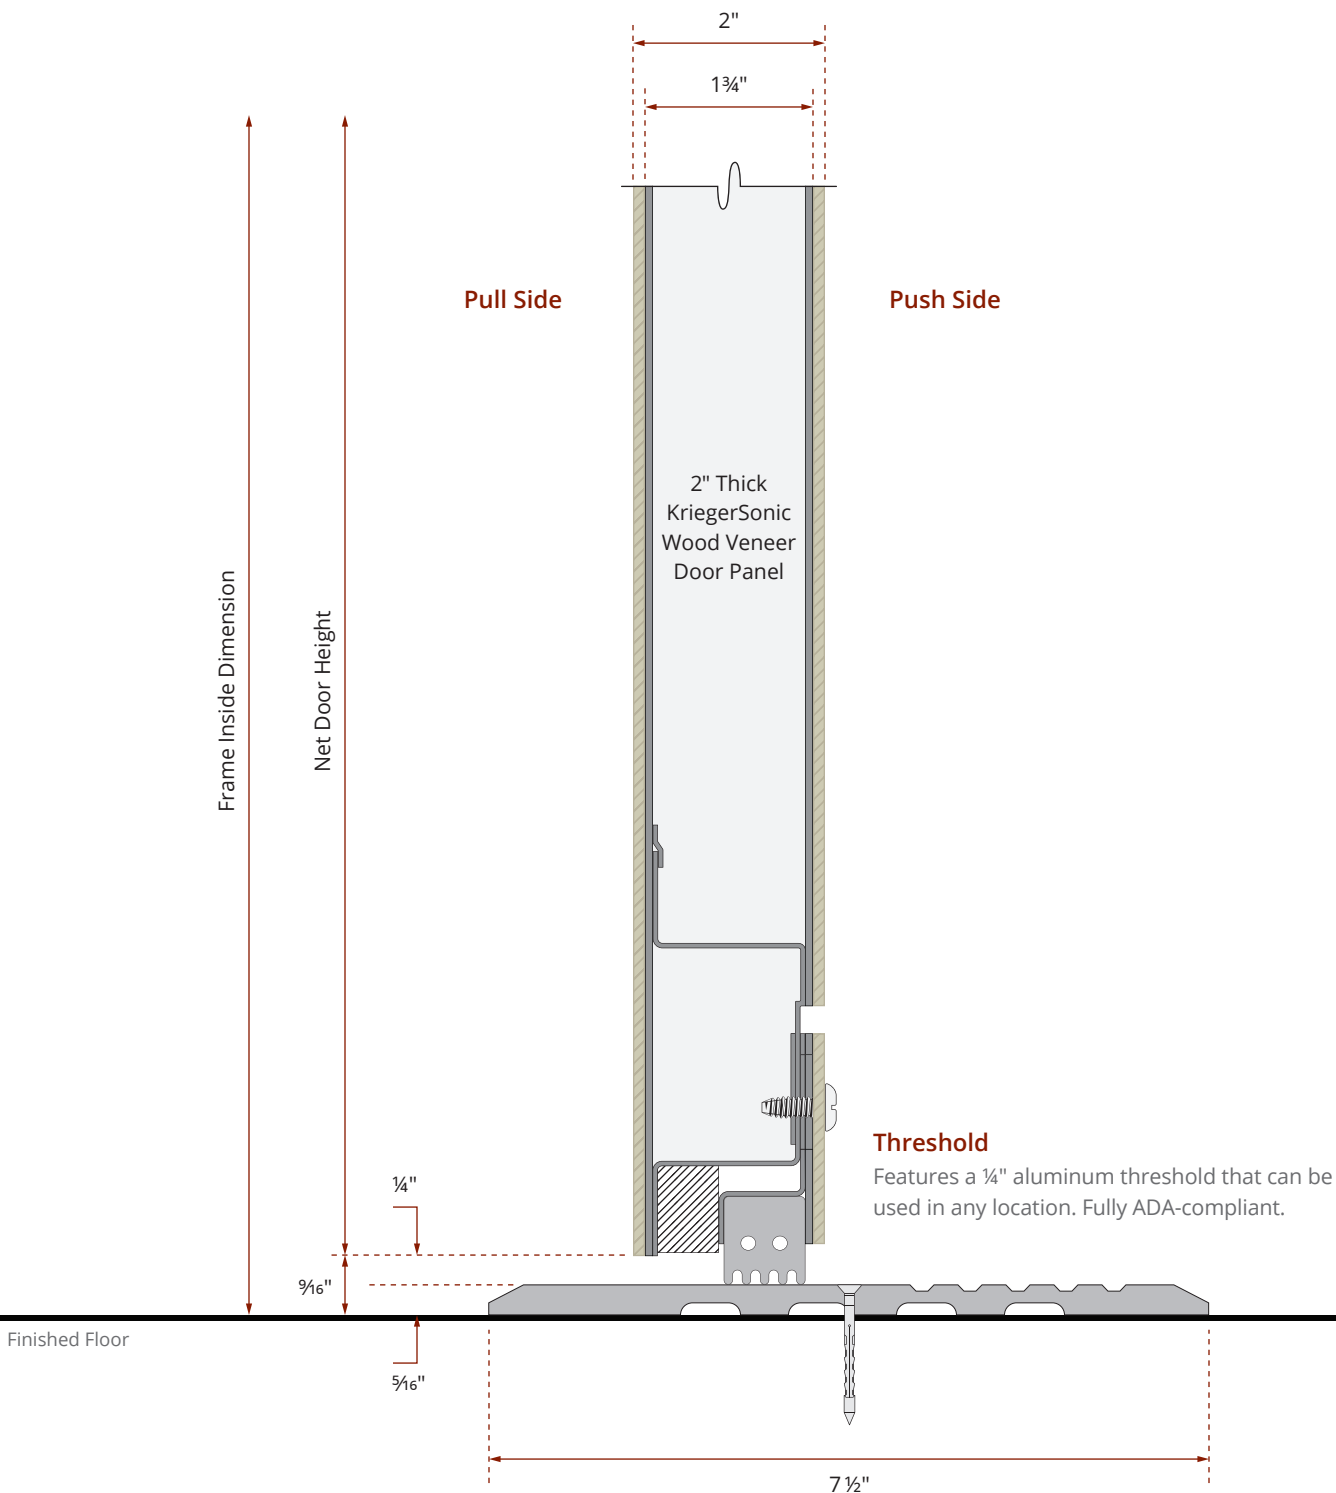 2"
1¾"
Pull Side
Push Side
2" Thick
KriegerSonic
Wood Veneer
Door Panel
Frame Inside Dimension
Net Door Height
Threshold
Features a ¼" aluminum threshold that can be
used in any location. Fully ADA-compliant.
¼"
9⁄16"
Finished Floor
5⁄16"
7 ½"